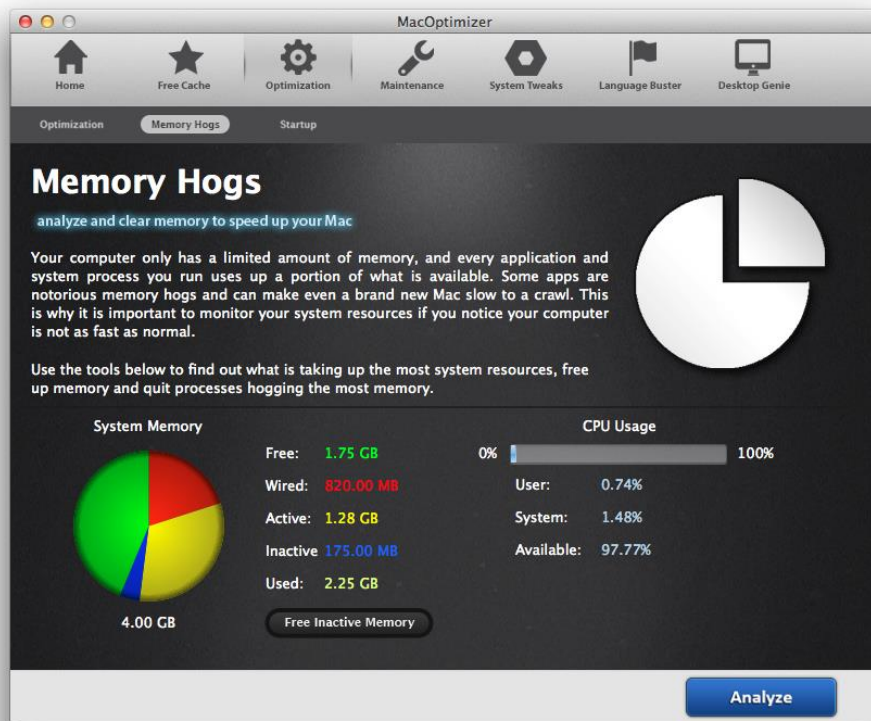 MacOptimizer
Home Free Cache Optimization Maintenance System Tweaks Language Buster Desktop Genie
Optimization Memory Hogs Startup
Memory Hogs
analyze and clear memory to speed up your Mac
Your computer only has a limited amount of memory, and every application and
system process you run uses up a portion of what is available. Some apps are
notorious memory hogs and can make even a brand new Mac slow to a crawl. This
is why it is important to monitor your system resources if you notice your computer
is not as fast as normal.
Use the tools below to find out what is taking up the most system resources, free
up memory and quit processes hogging the most memory.
System Memory
4.00 GB
Free: 1.75 GB
Wired: 820.00 MB
Active: 1.28 GB
Inactive 175.00 MB
Used: 2.25 GB
Free Inactive Memory
CPU Usage
0% 100%
User: 0.74%
System: 1.48%
Available: 97.77%
Analyze